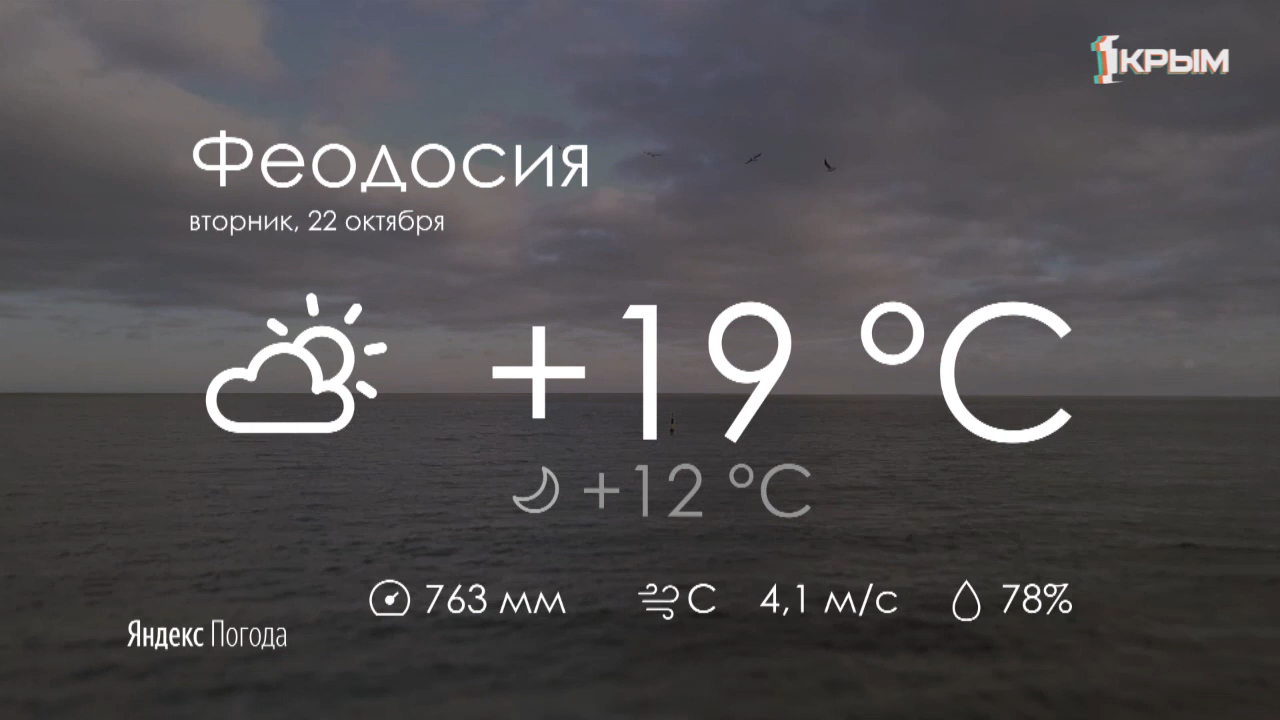 1КРЫМ
Феодосия
вторник, 22 октября
+19 °C
+12 °C
763 мм С 4,1 м/с 78%
Яндекс Погода